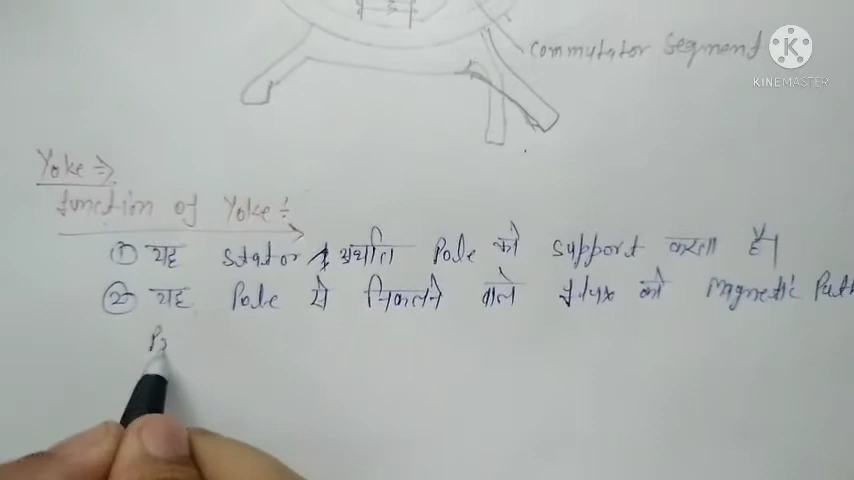 Commutator Segment
KINEMASTER
Yoke ⇒
function of Yoke ÷
① यह stator अर्थात Pole को support करता है।
② यह Pole से निकलने वाले flux को Magnetic Path